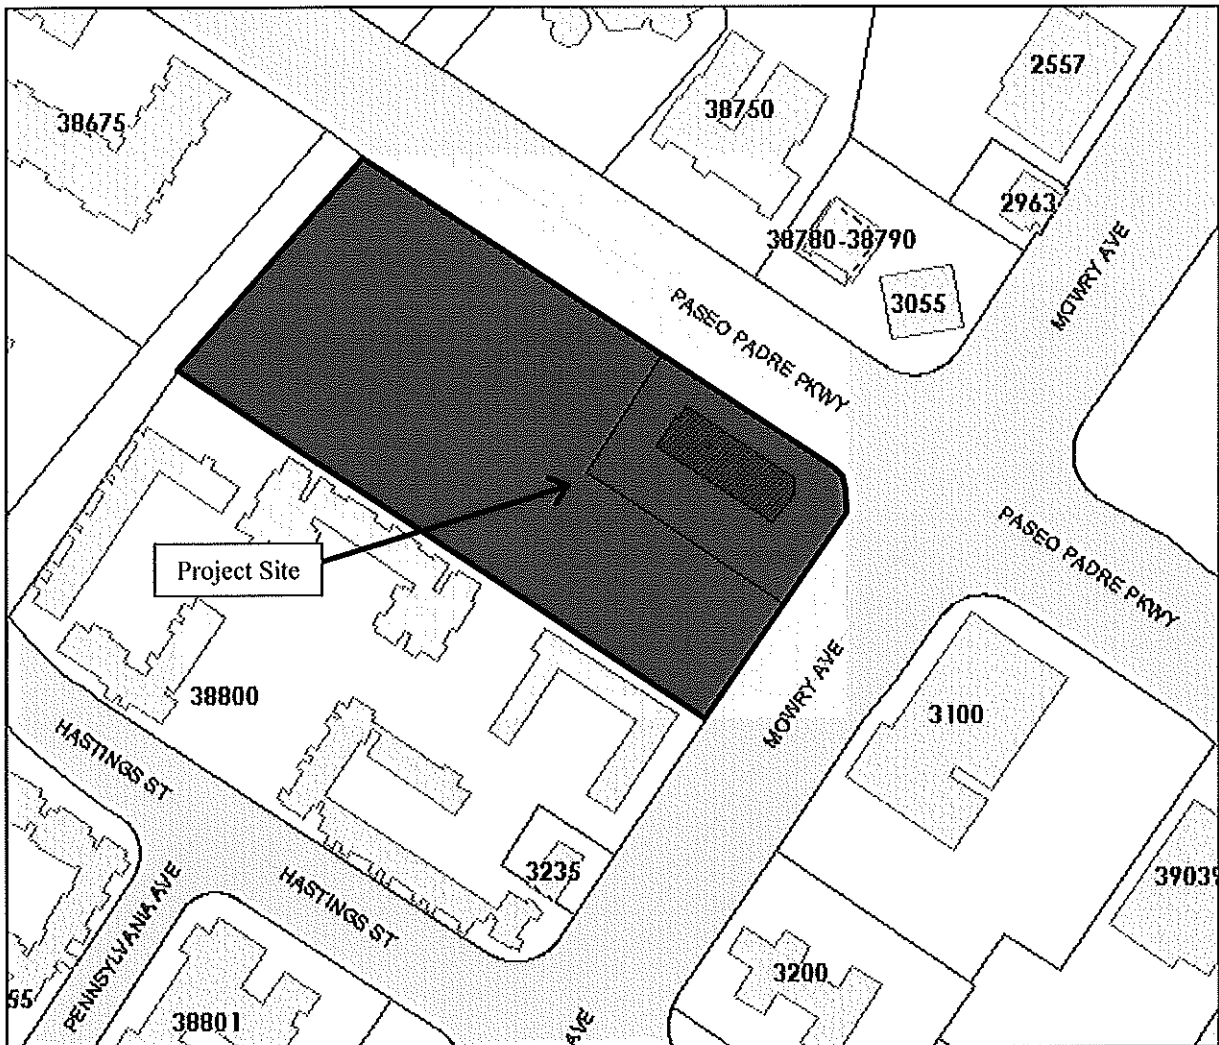 2557
38750
38675
2963
38780-38790
MOWRY AVE
3055
PASEO PADRE PKWY
PASEO PADRE PKWY
Project Site
MOWRY AVE
38800
3100
HASTINGS ST
3235
39039
HASTINGS ST
PENNSYLVANIA AVE
3200
55
38801
AVE